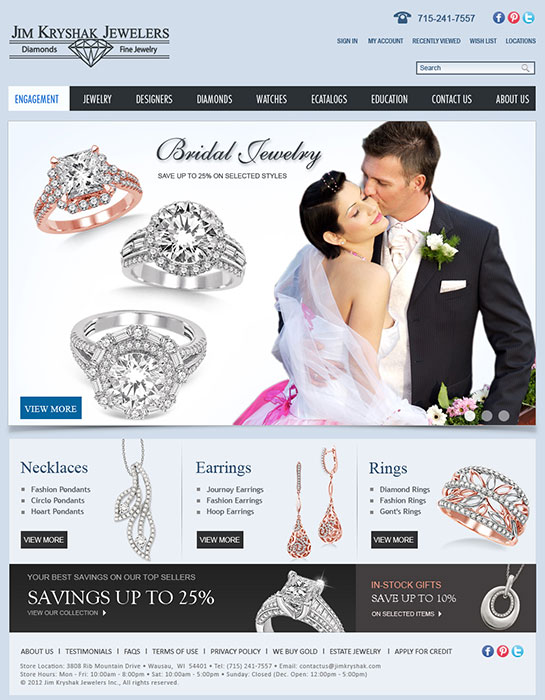 JIM KRYSHAK JEWELERS
Diamonds Fine Jewelry
715-241-7557
SIGN IN MY ACCOUNT RECENTLY VIEWED WISH LIST LOCATIONS
Search
ENGAGEMENT JEWELRY DESIGNERS DIAMONDS WATCHES ECATALOGS EDUCATION CONTACT US ABOUT US
Bridal Jewelry
SAVE UP TO 25% ON SELECTED STYLES
VIEW MORE
Necklaces
Fashion Pendants
Circle Pendants
Heart Pendants
VIEW MORE
Earrings
Journey Earrings
Fashion Earrings
Hoop Earrings
VIEW MORE
Rings
Diamond Rings
Fashion Rings
Gent's Rings
VIEW MORE
YOUR BEST SAVINGS ON OUR TOP SELLERS
SAVINGS UP TO 25%
VIEW OUR COLLECTION
IN-STOCK GIFTS
SAVE UP TO 10%
ON SELECTED ITEMS
ABOUT US | TESTIMONIALS | FAQS | TERMS OF USE | PRIVACY POLICY | WE BUY GOLD | ESTATE JEWELRY | APPLY FOR CREDIT
Store Location: 3808 Rib Mountain Drive • Wausau, WI 54401 • Tel: (715) 241-7557 • Email: contactus@jimkryshak.com
Store Hours: Mon - Fri: 10:00am - 8:00pm • Sat: 10:00am - 5:00pm • Sunday: Closed (Dec. Open: 12:00pm - 5:00pm)
© 2012 Jim Kryshak Jewelers Inc., All rights reserved.